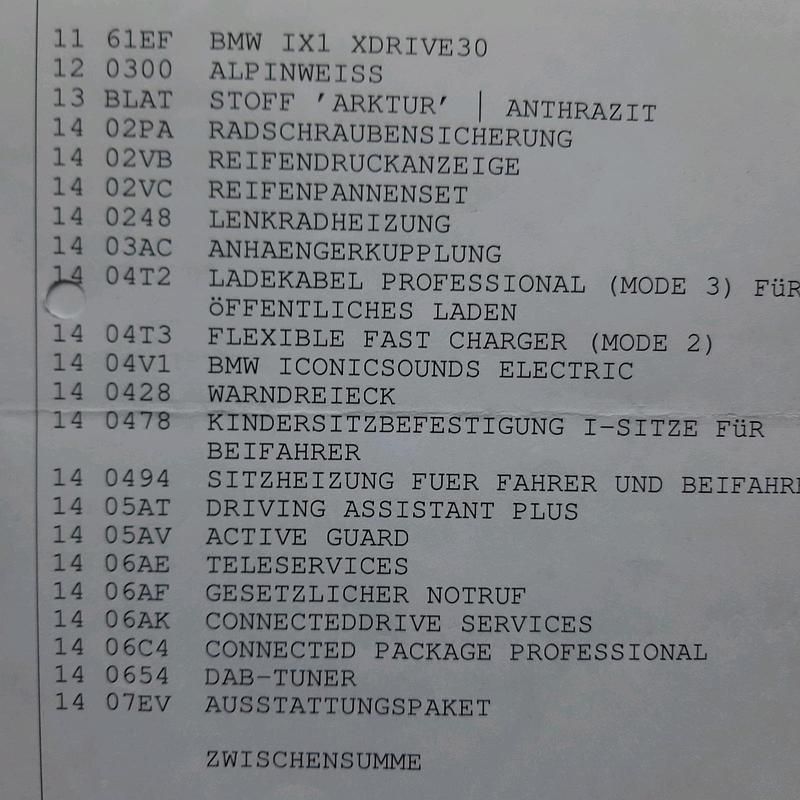 11 61EF BMW IX1 XDRIVE30
12 0300 ALPINWEISS
13 BLAT STOFF 'ARKTUR' | ANTHRAZIT
14 02PA RADSCHRAUBENSICHERUNG
14 02VB REIFENDRUCKANZEIGE
14 02VC REIFENPANNENSET
14 0248 LENKRADHEIZUNG
14 03AC ANHAENGERKUPPLUNG
14 04T2 LADEKABEL PROFESSIONAL (MODE 3) FüR
öFFENTLICHES LADEN
14 04T3 FLEXIBLE FAST CHARGER (MODE 2)
14 04V1 BMW ICONICSOUNDS ELECTRIC
14 0428 WARNDREIECK
14 0478 KINDERSITZBEFESTIGUNG I-SITZE FüR
BEIFAHRER
14 0494 SITZHEIZUNG FUER FAHRER UND BEIFAHRE
14 05AT DRIVING ASSISTANT PLUS
14 05AV ACTIVE GUARD
14 06AE TELESERVICES
14 06AF GESETZLICHER NOTRUF
14 06AK CONNECTEDDRIVE SERVICES
14 06C4 CONNECTED PACKAGE PROFESSIONAL
14 0654 DAB-TUNER
14 07EV AUSSTATTUNGSPAKET
ZWISCHENSUMME